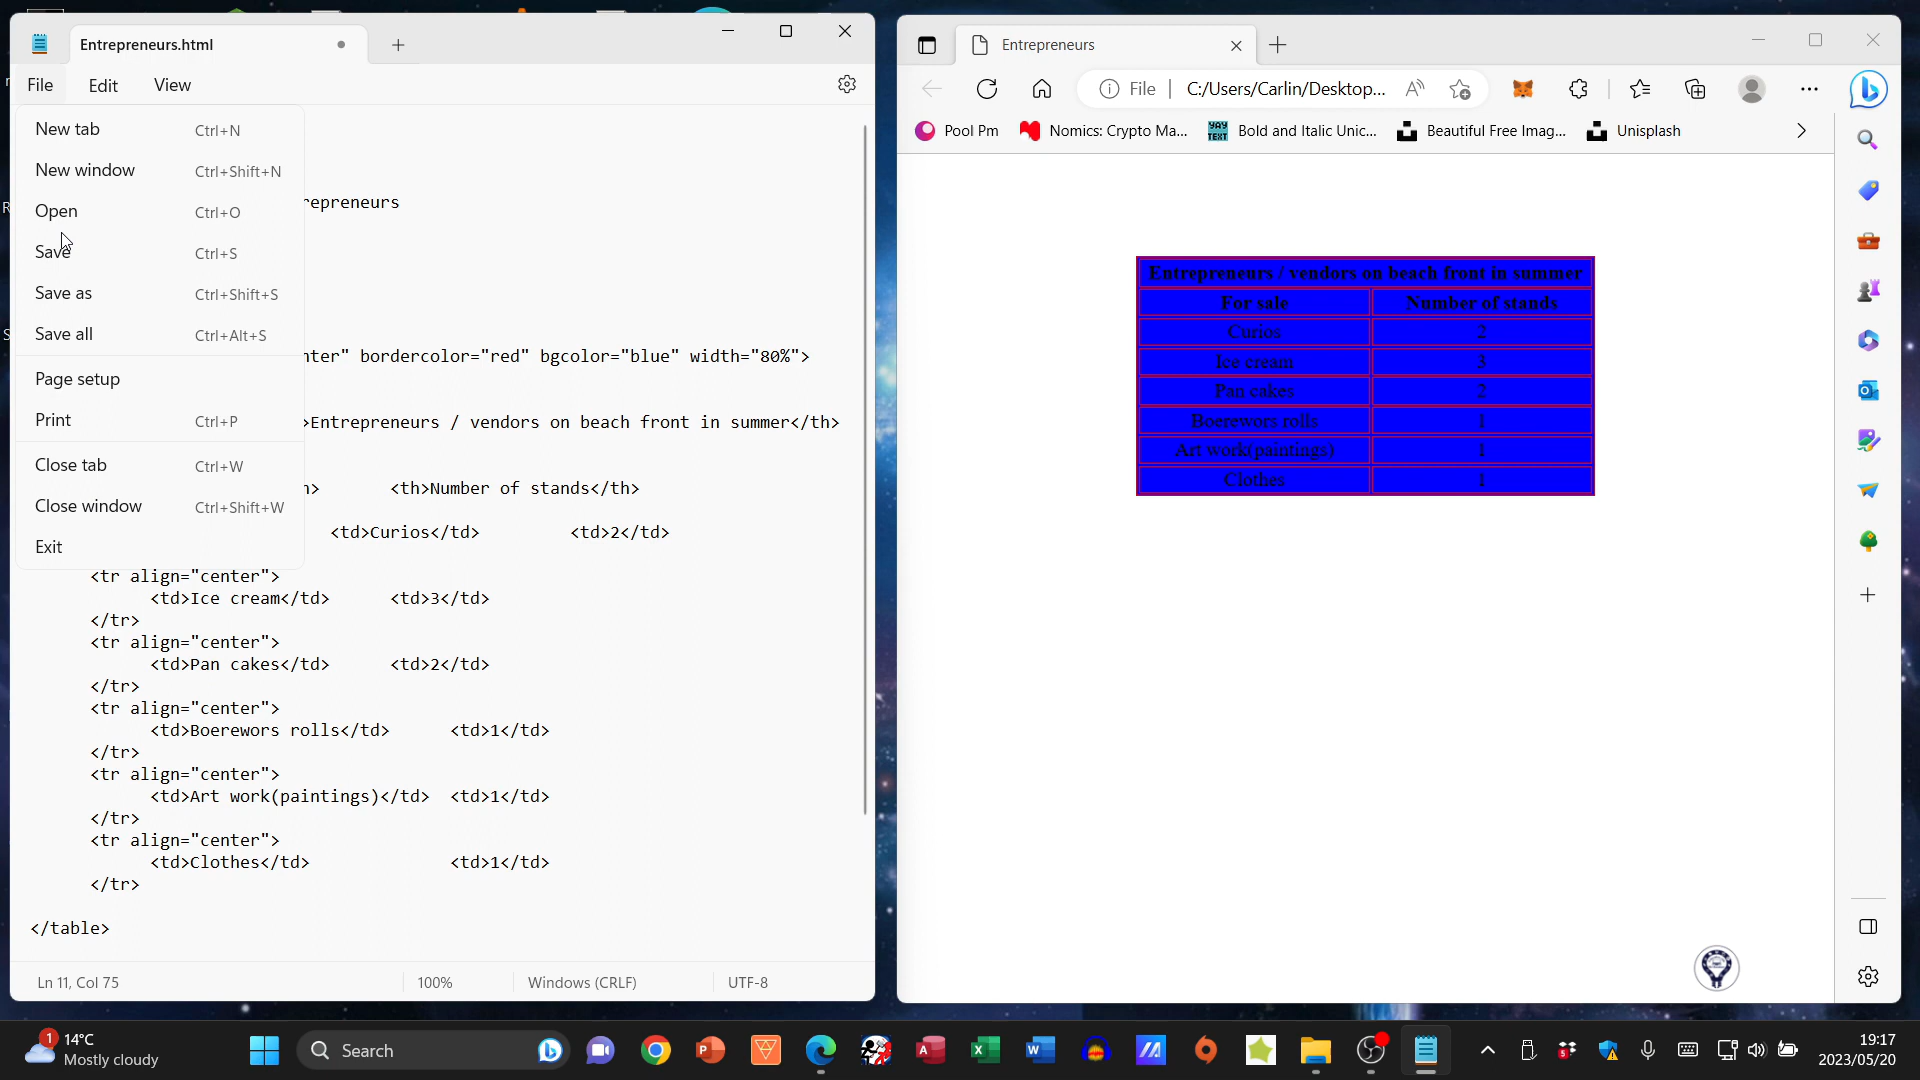 Entrepreneurs.html
File Edit View
New tab Ctrl+N
New window Ctrl+Shift+N
Open Ctrl+O
Save Ctrl+S
Save as Ctrl+Shift+S
Save all Ctrl+Alt+S
Page setup
Print Ctrl+P
Close tab Ctrl+W
Close window Ctrl+Shift+W
Exit
repreneurs
nter" bordercolor="red" bgcolor="blue" width="80%">
>Entrepreneurs / vendors on beach front in summer</th>
<th>Number of stands</th>
<td>Curios</td> <td>2</td>
<tr align="center">
<td>Ice cream</td> <td>3</td>
</tr>
<tr align="center">
<td>Pan cakes</td> <td>2</td>
</tr>
<tr align="center">
<td>Boerewors rolls</td> <td>1</td>
</tr>
<tr align="center">
<td>Art work(paintings)</td> <td>1</td>
</tr>
<tr align="center">
<td>Clothes</td> <td>1</td>
</tr>
</table>
Ln 11, Col 75 100% Windows (CRLF) UTF-8
Entrepreneurs
File C:/Users/Carlin/Desktop...
Pool Pm Nomics: Crypto Ma... YAY TEXT Bold and Italic Unic... Beautiful Free Imag... Unisplash
Entrepreneurs / vendors on beach front in summer
For sale Number of stands
Curios 2
Ice cream 3
Pan cakes 2
Boerewors rolls 1
Art work(paintings) 1
Clothes 1
1 14°C
Mostly cloudy
Search
19:17
2023/05/20